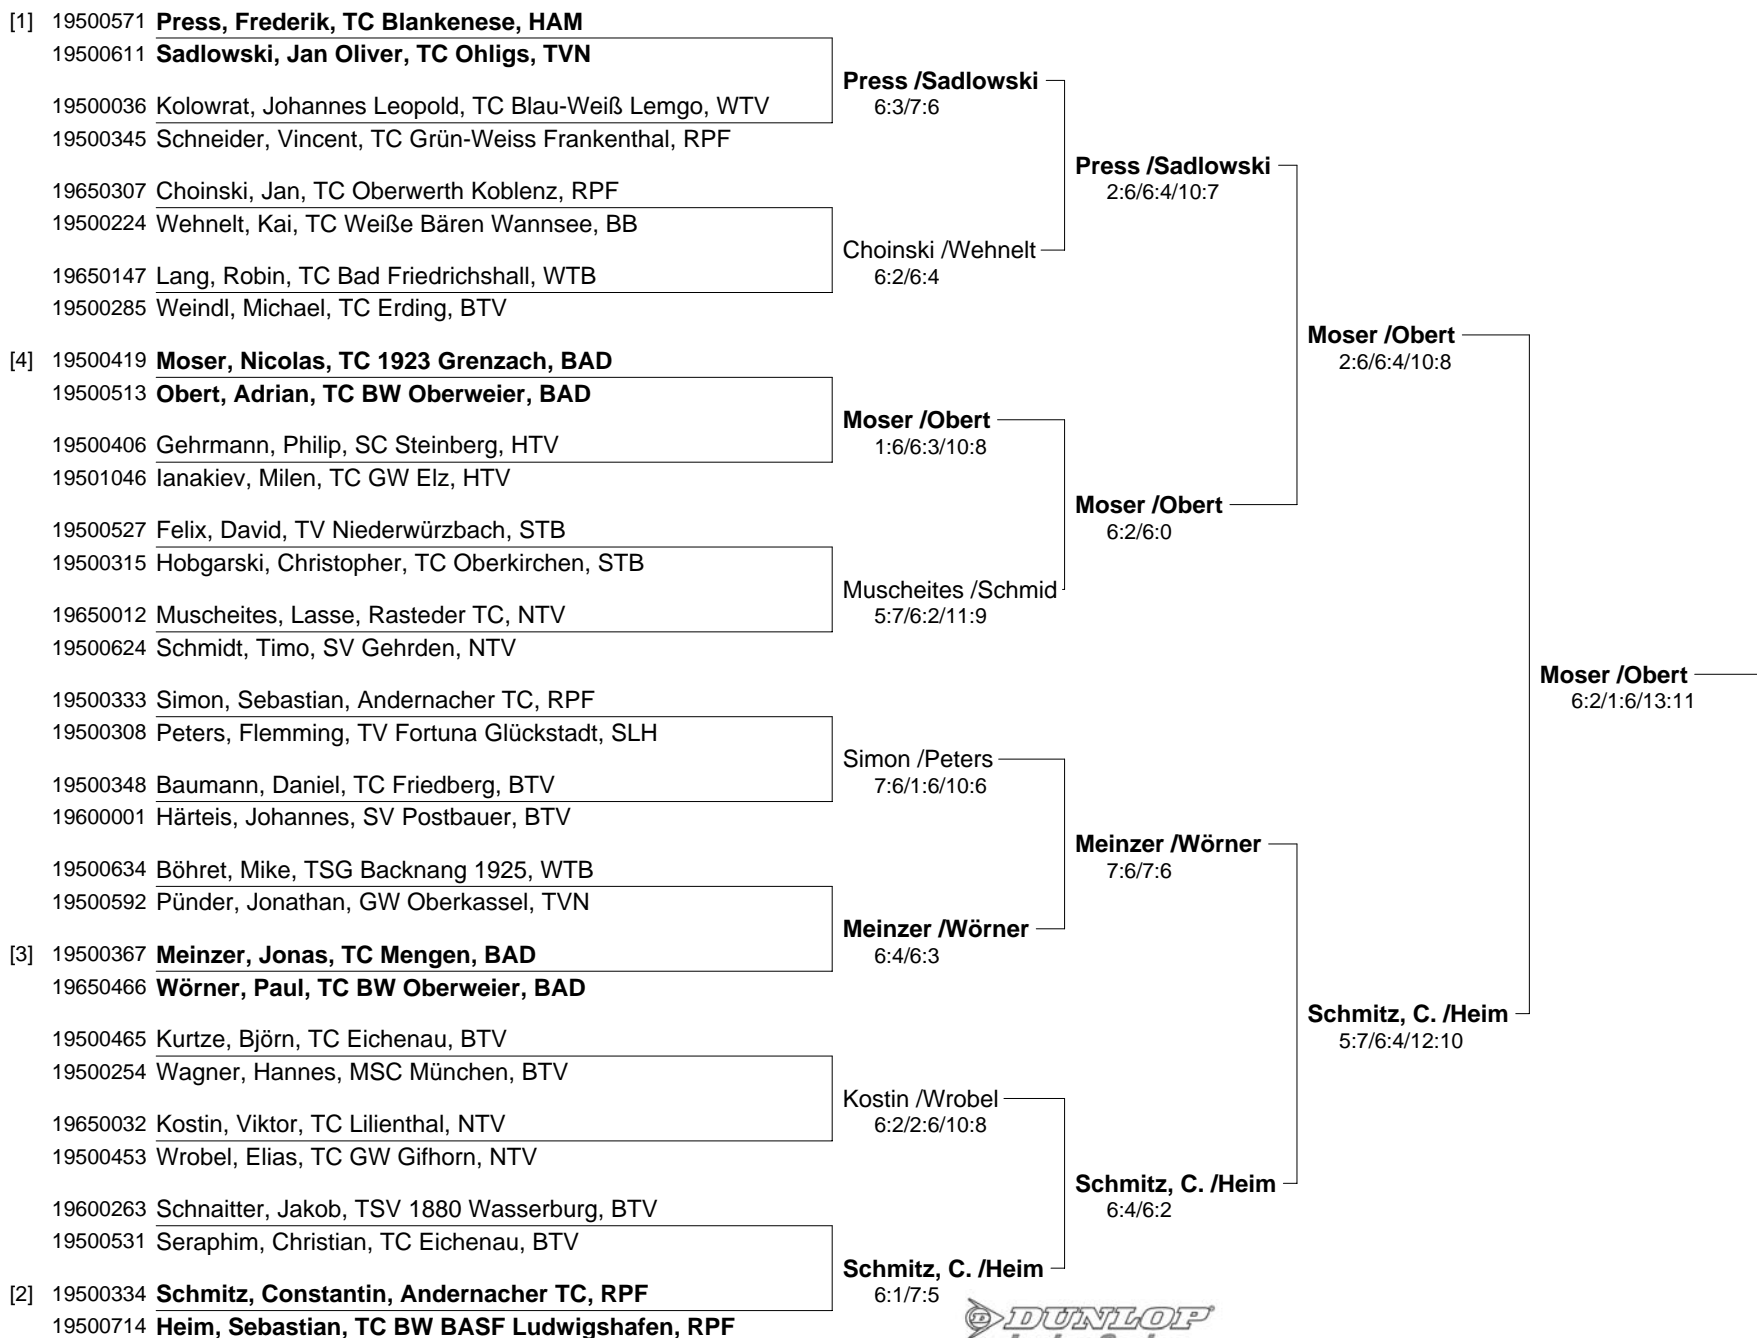 [1] 19500571 Press, Frederik, TC Blankenese, HAM
19500611 Sadlowski, Jan Oliver, TC Ohligs, TVN
Press /Sadlowski
19500036 Kolowrat, Johannes Leopold, TC Blau-Weiß Lemgo, WTV
6:3/7:6
19500345 Schneider, Vincent, TC Grün-Weiss Frankenthal, RPF
Press /Sadlowski
19650307 Choinski, Jan, TC Oberwerth Koblenz, RPF
2:6/6:4/10:7
19500224 Wehnelt, Kai, TC Weiße Bären Wannsee, BB
Choinski /Wehnelt
19650147 Lang, Robin, TC Bad Friedrichshall, WTB
6:2/6:4
19500285 Weindl, Michael, TC Erding, BTV
Moser /Obert
[4] 19500419 Moser, Nicolas, TC 1923 Grenzach, BAD
2:6/6:4/10:8
19500513 Obert, Adrian, TC BW Oberweier, BAD
Moser /Obert
19500406 Gehrmann, Philip, SC Steinberg, HTV
1:6/6:3/10:8
19501046 Ianakiev, Milen, TC GW Elz, HTV
Moser /Obert
19500527 Felix, David, TV Niederwürzbach, STB
6:2/6:0
19500315 Hobgarski, Christopher, TC Oberkirchen, STB
Muscheites /Schmid
19650012 Muscheites, Lasse, Rasteder TC, NTV
5:7/6:2/11:9
19500624 Schmidt, Timo, SV Gehrden, NTV
Moser /Obert
19500333 Simon, Sebastian, Andernacher TC, RPF
6:2/1:6/13:11
19500308 Peters, Flemming, TV Fortuna Glückstadt, SLH
Simon /Peters
19500348 Baumann, Daniel, TC Friedberg, BTV
7:6/1:6/10:6
19600001 Härteis, Johannes, SV Postbauer, BTV
Meinzer /Wörner
19500634 Böhret, Mike, TSG Backnang 1925, WTB
7:6/7:6
19500592 Pünder, Jonathan, GW Oberkassel, TVN
Meinzer /Wörner
[3] 19500367 Meinzer, Jonas, TC Mengen, BAD
6:4/6:3
19650466 Wörner, Paul, TC BW Oberweier, BAD
Schmitz, C. /Heim
19500465 Kurtze, Björn, TC Eichenau, BTV
5:7/6:4/12:10
19500254 Wagner, Hannes, MSC München, BTV
Kostin /Wrobel
19650032 Kostin, Viktor, TC Lilienthal, NTV
6:2/2:6/10:8
19500453 Wrobel, Elias, TC GW Gifhorn, NTV
Schmitz, C. /Heim
19600263 Schnaitter, Jakob, TSV 1880 Wasserburg, BTV
6:4/6:2
19500531 Seraphim, Christian, TC Eichenau, BTV
Schmitz, C. /Heim
[2] 19500334 Schmitz, Constantin, Andernacher TC, RPF
6:1/7:5
DUNLOP
19500714 Heim, Sebastian, TC BW BASF Ludwigshafen, RPF